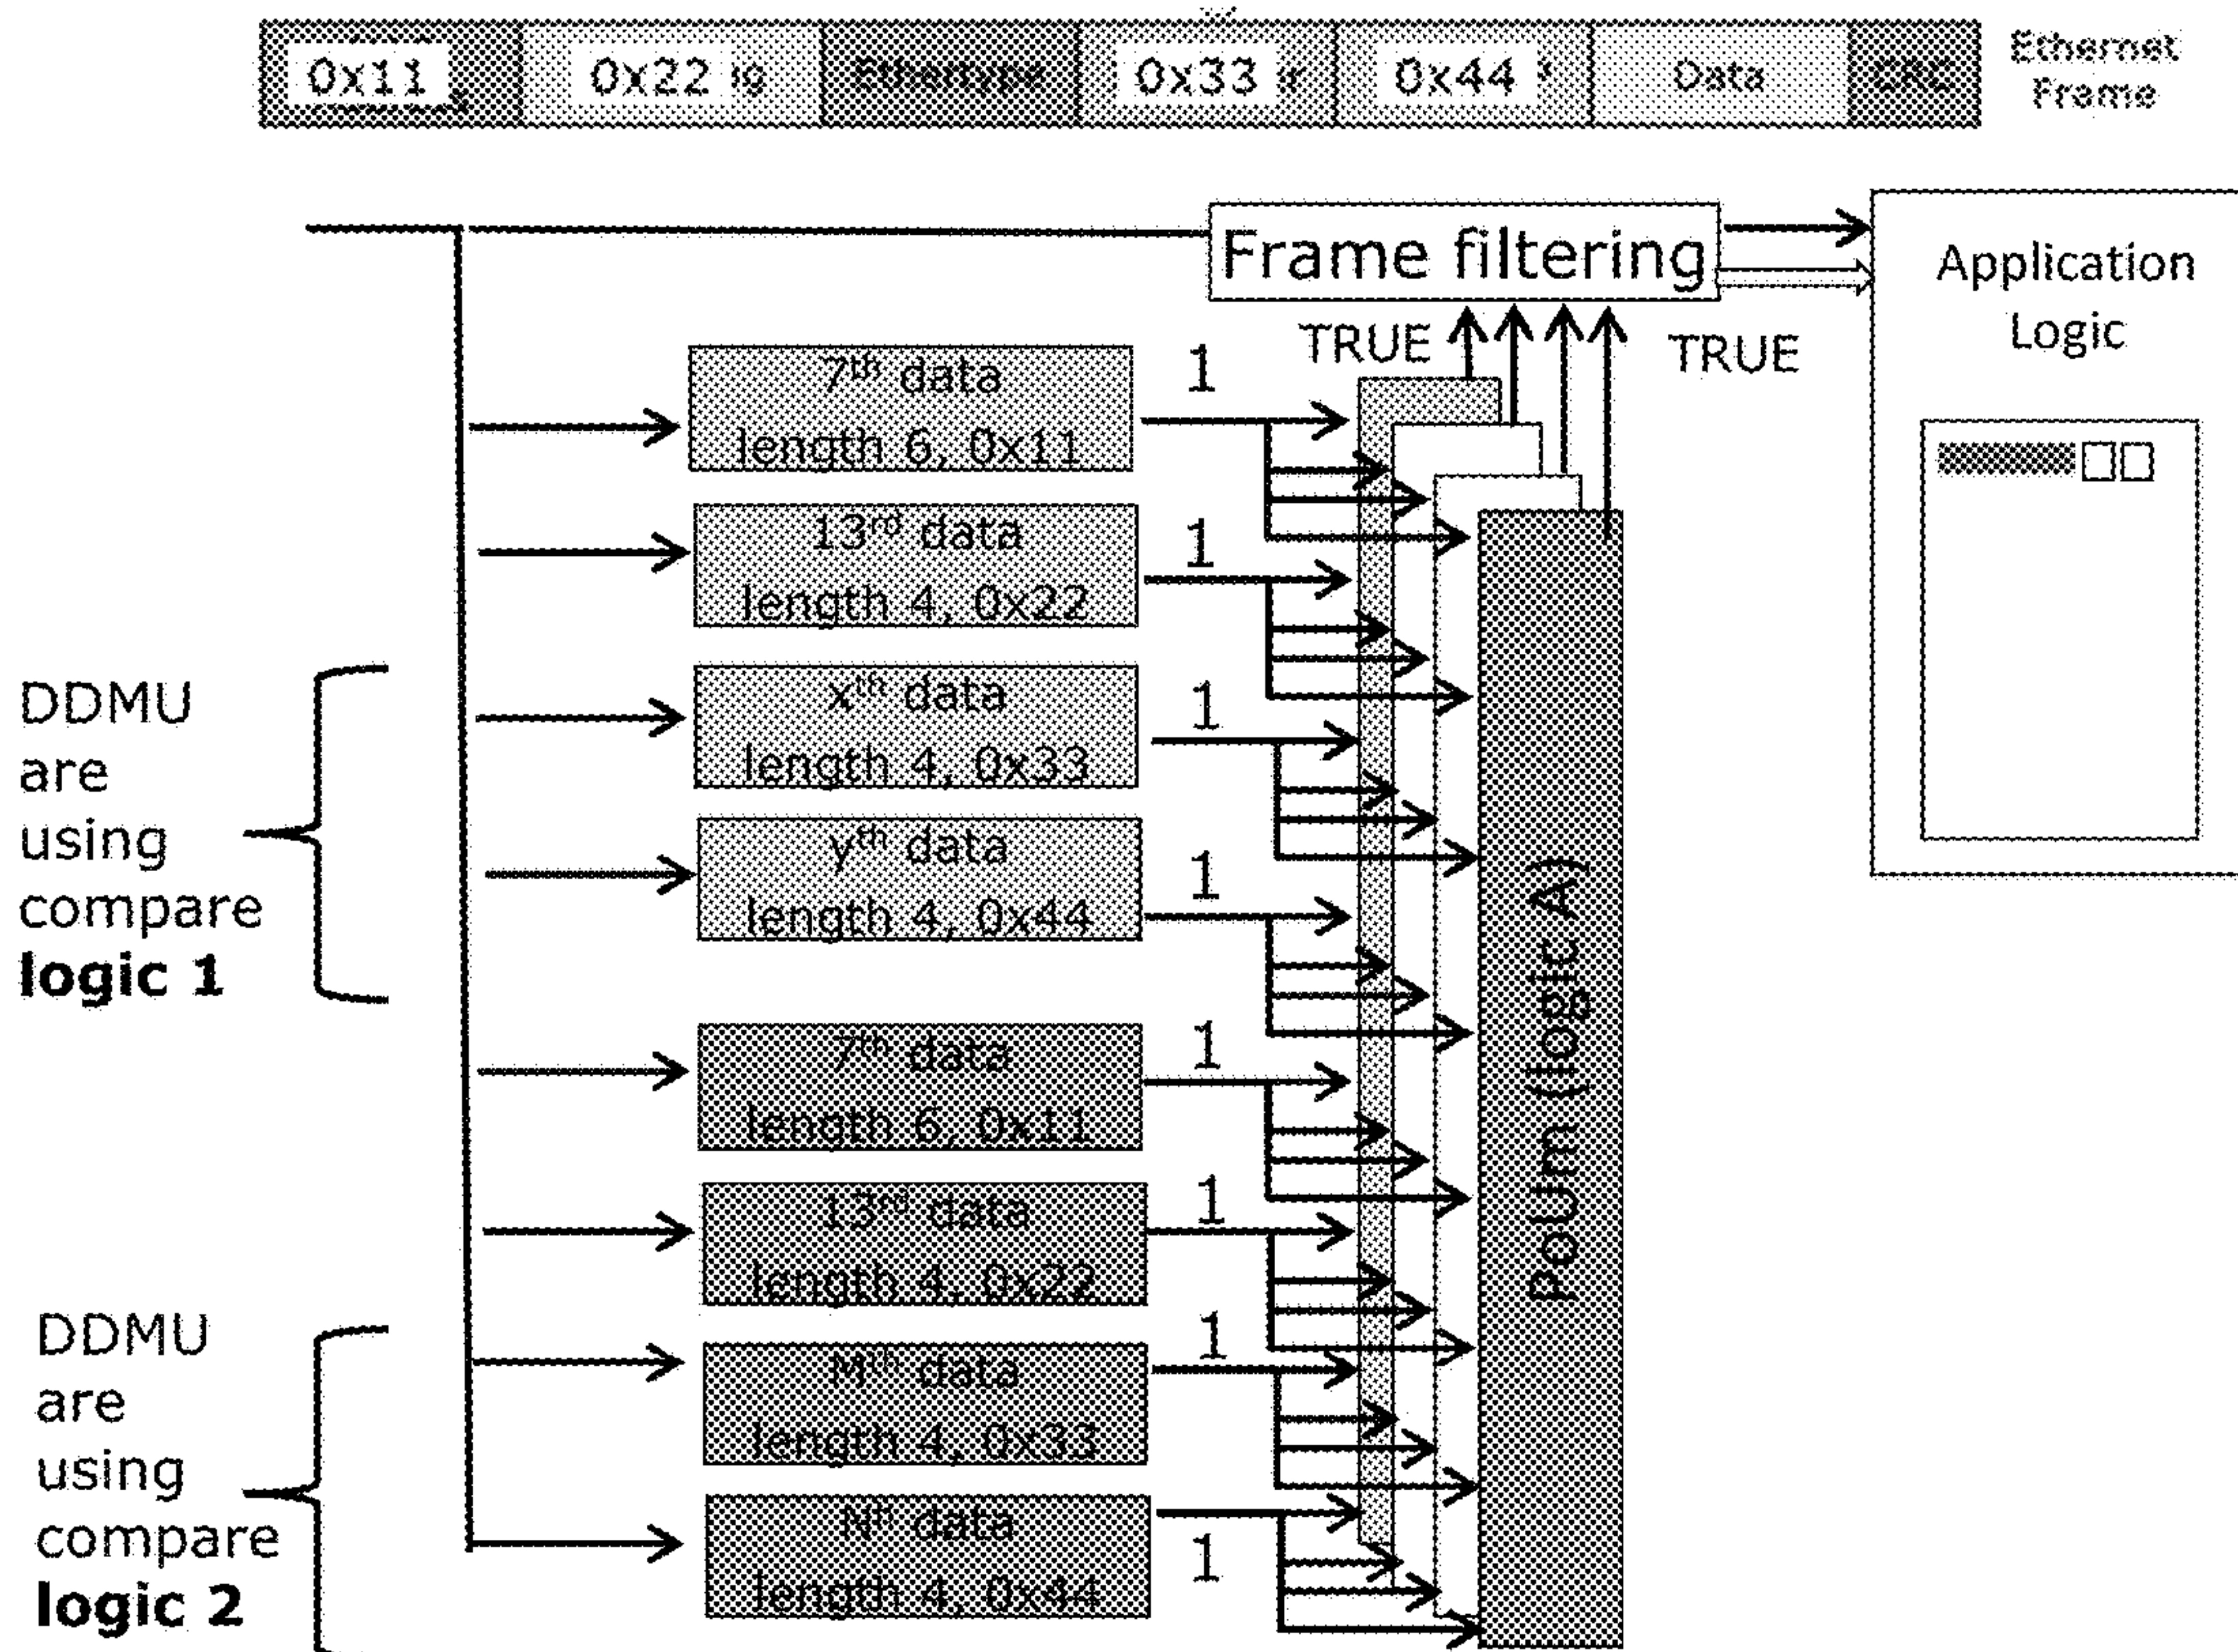 0x11 0x22 ig Ethertype 0x33 ir 0x44 Data CRC
Ethernet
Frame
Frame filtering
Application
Logic
TRUE
TRUE
7th data
length 6, 0x11
1
13rd data
length 4, 0x22
1
DDMU
are
using
compare
logic 1
xth data
length 4, 0x33
1
yth data
length 4, 0x44
1
7th data
length 6, 0x11
1
13rd data
length 4, 0x22
1
DDMU
are
using
compare
logic 2
Mth data
length 4, 0x33
1
Nth data
length 4, 0x44
1
PoUm (logic A)